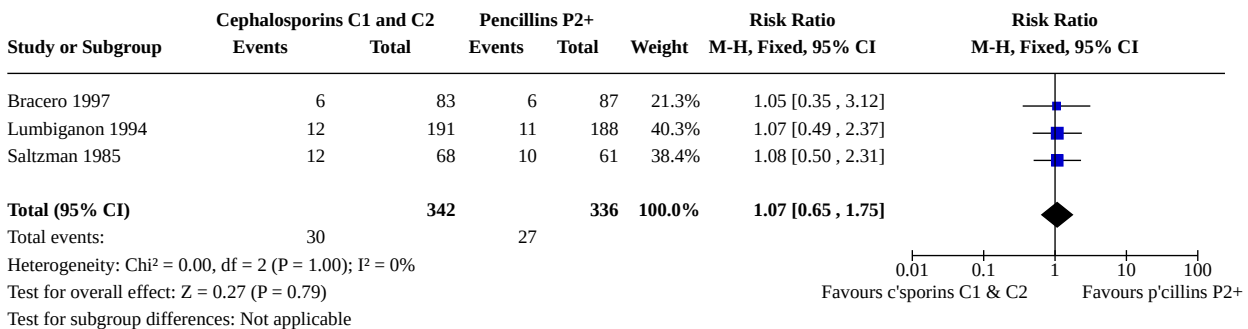 Cephalosporins C1 and C2 Pencillins P2+ Risk Ratio Risk Ratio
Study or Subgroup Events Total Events Total Weight M-H, Fixed, 95% CI M-H, Fixed, 95% CI
Bracero 1997 6 83 6 87 21.3% 1.05 [0.35 , 3.12]
Lumbiganon 1994 12 191 11 188 40.3% 1.07 [0.49 , 2.37]
Saltzman 1985 12 68 10 61 38.4% 1.08 [0.50 , 2.31]
Total (95% CI) 342 336 100.0% 1.07 [0.65 , 1.75]
Total events: 30 27
Heterogeneity: Chi² = 0.00, df = 2 (P = 1.00); I² = 0%
0.01 0.1 1 10 100
Test for overall effect: Z = 0.27 (P = 0.79) Favours c'sporins C1 & C2 Favours p'cillins P2+
Test for subgroup differences: Not applicable